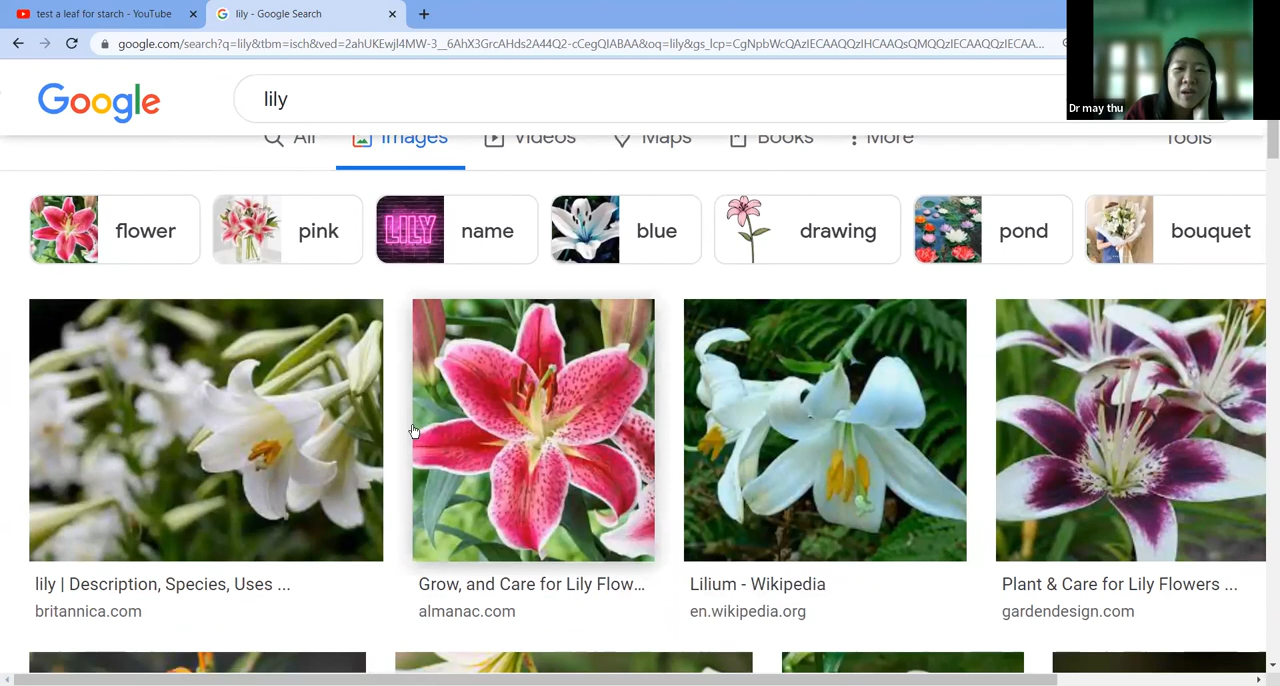 test a leaf for starch - YouTube
lily - Google Search
google.com/search?q=lily&tbm=isch&ved=2ahUKEwjl4MW-3__6AhX3GrcAHds2A44Q2-cCegQIABAA&oq=lily&gs_lcp=CgNpbWcQAzIECAAQQzIHCAAQsQMQQzIECAAQQzIECAA...
Dr may thu
Google
lily
All
Images
Videos
Maps
Books
More
Tools
flower
pink
LILY
name
blue
drawing
pond
bouquet
lily | Description, Species, Uses ...
britannica.com
Grow, and Care for Lily Flow...
almanac.com
Lilium - Wikipedia
en.wikipedia.org
Plant & Care for Lily Flowers ...
gardendesign.com